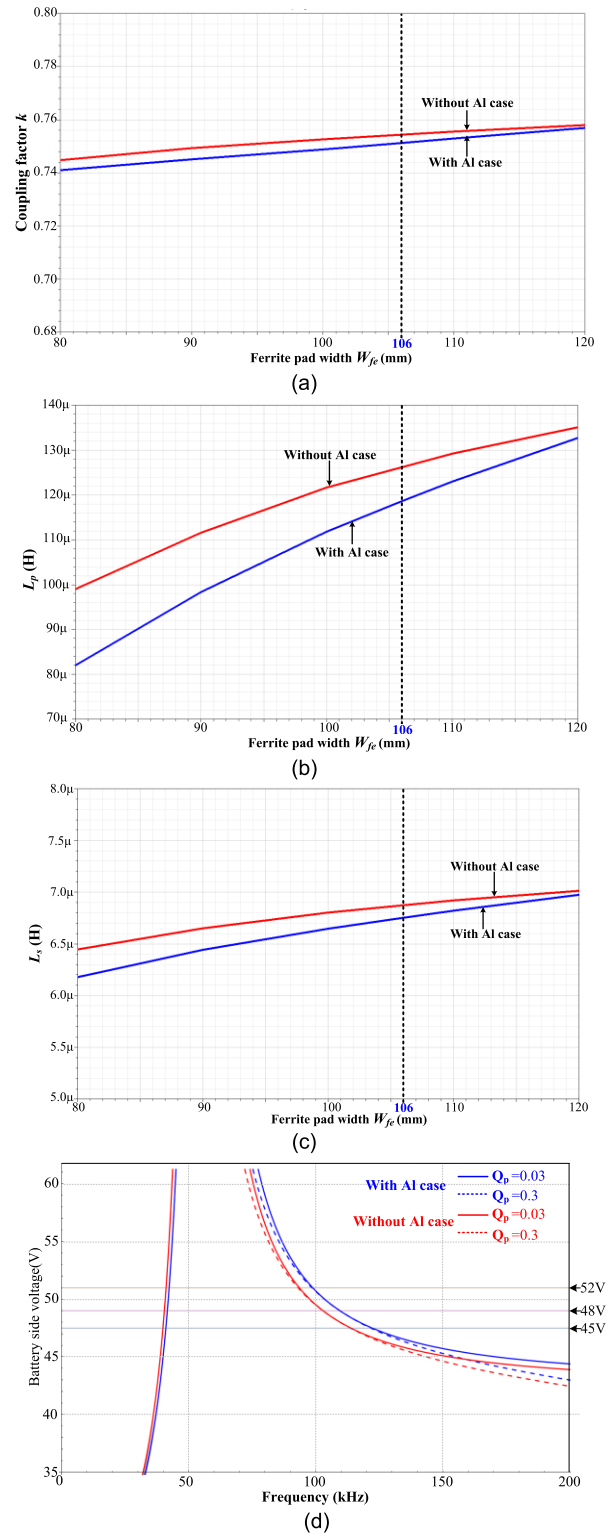 0.80
0.78
0.76
0.74
0.72
0.70
0.68
Coupling factor k
Without Al case
With Al case
80
90
100
106
110
120
Ferrite pad width Wfe (mm)
(a)
140μ
130μ
120μ
110μ
100μ
90μ
80μ
70μ
Lp (H)
Without Al case
With Al case
80
90
100
106
110
120
Ferrite pad width Wfe (mm)
(b)
8.0μ
7.5μ
7.0μ
6.5μ
6.0μ
5.0μ
Ls (H)
Without Al case
With Al case
80
90
100
106
110
120
Ferrite pad width Wfe (mm)
(c)
60
55
50
45
40
35
Battery side voltage(V)
With Al case
Qp =0.03
Qp =0.3
Without Al case
Qp =0.03
Qp =0.3
52V
48V
45V
0
50
100
150
200
Frequency (kHz)
(d)